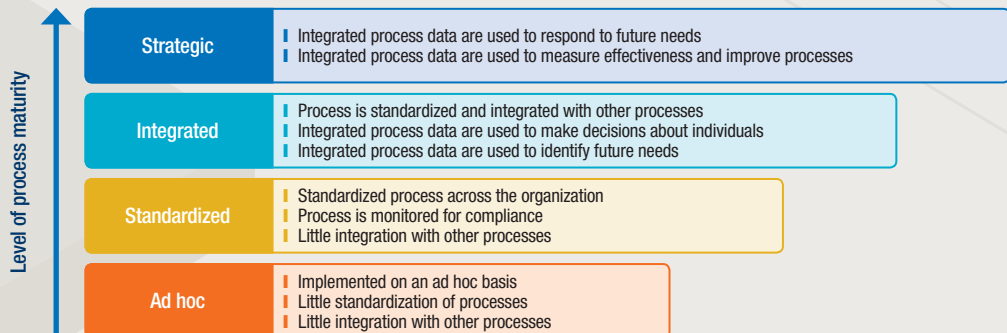 Level of process maturity
Strategic
Integrated process data are used to respond to future needs
Integrated process data are used to measure effectiveness and improve processes
Integrated
Process is standardized and integrated with other processes
Integrated process data are used to make decisions about individuals
Integrated process data are used to identify future needs
Standardized
Standardized process across the organization
Process is monitored for compliance
Little integration with other processes
Ad hoc
Implemented on an ad hoc basis
Little standardization of processes
Little integration with other processes